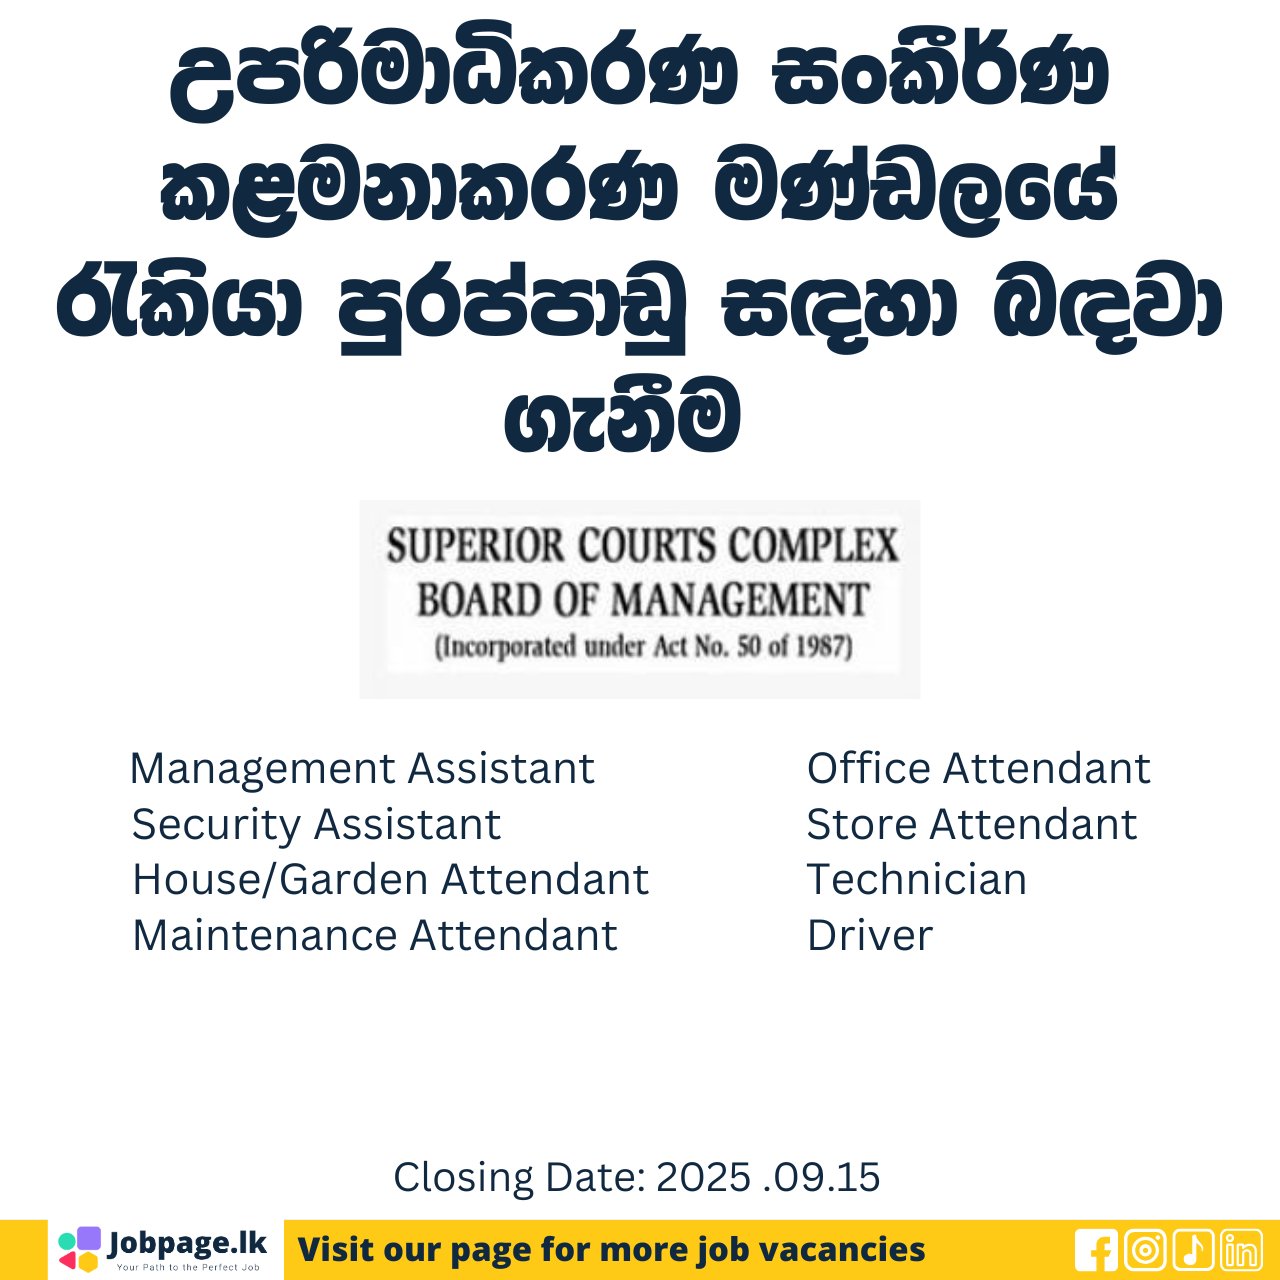 උපරිමාධිකරණ සංකීර්ණ
කළමනාකරණ මණ්ඩලයේ
රැකියා පුරප්පාඩු සඳහා බඳවා
ගැනීම
SUPERIOR COURTS COMPLEX
BOARD OF MANAGEMENT
(Incorporated under Act No. 50 of 1987)
Management Assistant
Security Assistant
House/Garden Attendant
Maintenance Attendant
Office Attendant
Store Attendant
Technician
Driver
Closing Date: 2025 .09.15
Jobpage.lk
Your Path to the Perfect Job
Visit our page for more job vacancies